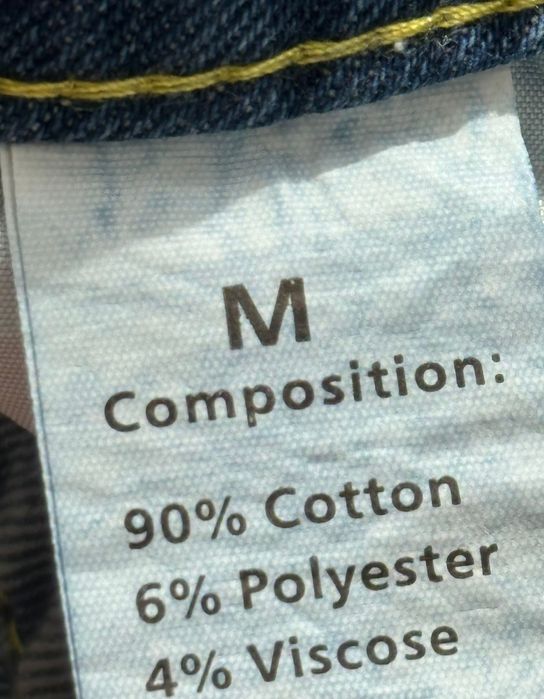 M
Composition:
90% Cotton
6% Polyester
4% Viscose